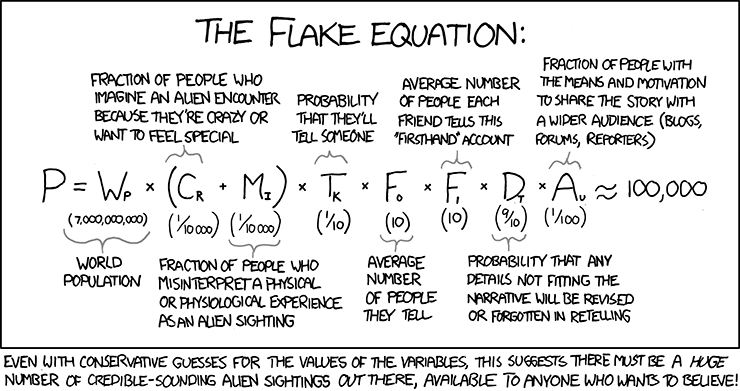 THE FLAKE EQUATION:
FRACTION OF PEOPLE WHO
IMAGINE AN ALIEN ENCOUNTER
BECAUSE THEY'RE CRAZY OR
WANT TO FEEL SPECIAL
PROBABILITY
THAT THEY'LL
TELL SOMEONE
AVERAGE NUMBER
OF PEOPLE EACH
FRIEND TELLS THIS
"FIRSTHAND" ACCOUNT
FRACTION OF PEOPLE WITH
THE MEANS AND MOTIVATION
TO SHARE THE STORY WITH
A WIDER AUDIENCE (BLOGS,
FORUMS, REPORTERS)
P = WP × (CR + MI) × TK × F0 × F1 × DT × AU ≈ 100,000
(7,000,000,000) (1/10000) (1/10000) (1/10) (10) (10) (9/10) (1/100)
WORLD
POPULATION
FRACTION OF PEOPLE WHO
MISINTERPRET A PHYSICAL
OR PHYSIOLOGICAL EXPERIENCE
AS AN ALIEN SIGHTING
AVERAGE
NUMBER
OF PEOPLE
THEY TELL
PROBABILITY THAT ANY
DETAILS NOT FITTING THE
NARRATIVE WILL BE REVISED
OR FORGOTTEN IN RETELLING
EVEN WITH CONSERVATIVE GUESSES FOR THE VALUES OF THE VARIABLES, THIS SUGGESTS THERE MUST BE A HUGE
NUMBER OF CREDIBLE-SOUNDING ALIEN SIGHTINGS OUT THERE, AVAILABLE TO ANYONE WHO WANTS TO BELIEVE!